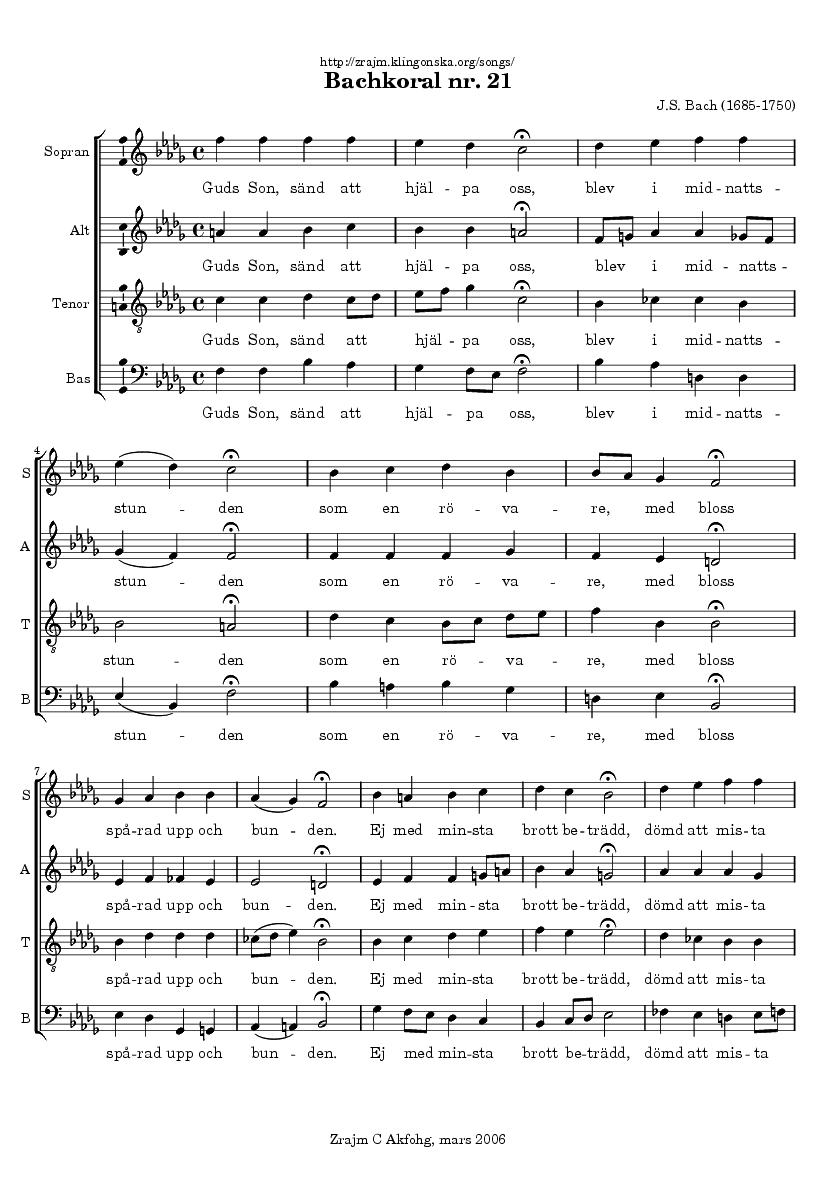 http://zrajm.klingonska.org/songs/
Bachkoral nr. 21
J.S. Bach (1685-1750)
Sopran
Guds Son, sänd att hjäl - pa oss, blev i mid - natts -
Alt
Guds Son, sänd att hjäl - pa oss, blev i mid - natts -
Tenor
Guds Son, sänd att hjäl - pa oss, blev i mid - natts -
Bas
Guds Son, sänd att hjäl - pa oss, blev i mid - natts -
4
S
stun - den som en rö - va - re, med bloss
A
stun - den som en rö - va - re, med bloss
T
8
stun - den som en rö - va - re, med bloss
B
stun - den som en rö - va - re, med bloss
7
S
spå-rad upp och bun - den. Ej med min-sta brott be-trädd, dömd att mis-ta
A
spå-rad upp och bun - den. Ej med min-sta brott be-trädd, dömd att mis-ta
T
8
spå-rad upp och bun - den. Ej med min-sta brott be-trädd, dömd att mis-ta
B
spå-rad upp och bun - den. Ej med min-sta brott be-trädd, dömd att mis-ta
Zrajm C Akfohg, mars 2006